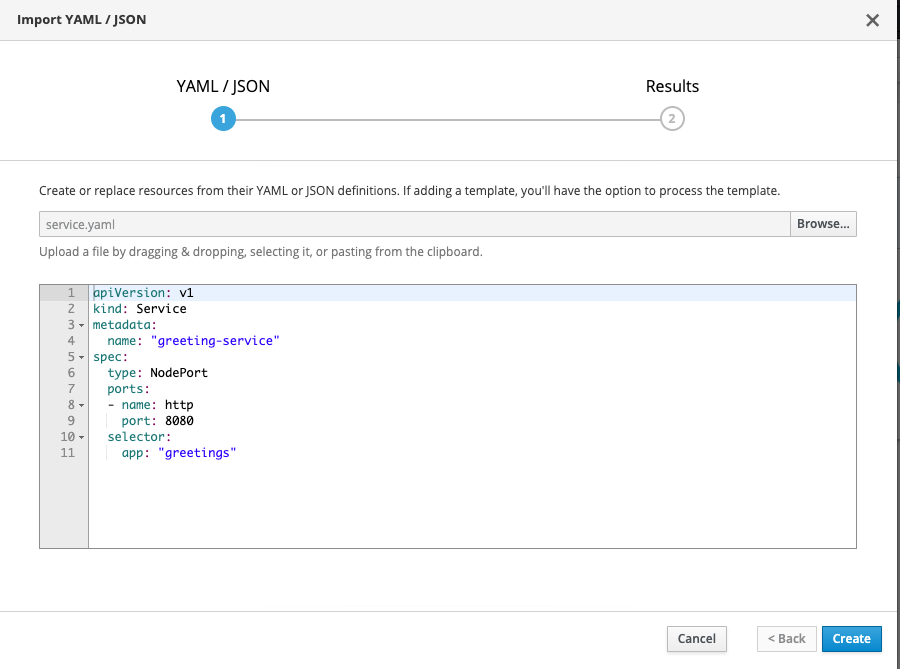 Import YAML / JSON
YAML / JSON
Results
1
2
Create or replace resources from their YAML or JSON definitions. If adding a template, you'll have the option to process the template.
service.yaml
Browse...
Upload a file by dragging & dropping, selecting it, or pasting from the clipboard.
1 apiVersion: v1
2 kind: Service
3 metadata:
4   name: "greeting-service"
5 spec:
6   type: NodePort
7   ports:
8   - name: http
9     port: 8080
10   selector:
11     app: "greetings"
Cancel
< Back
Create